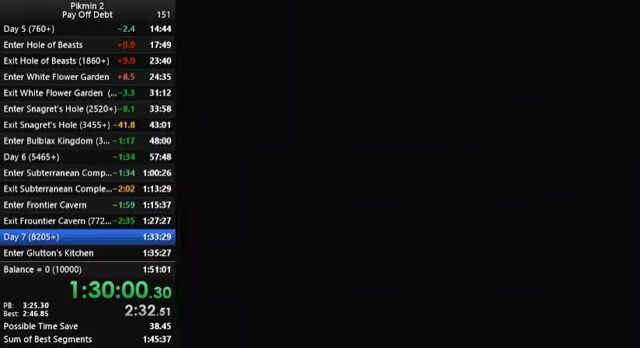 Pikmin 2
Pay Off Debt 151
Day 5 (760+) −2.4 14:44
Enter Hole of Beasts +0.0 17:49
Exit Hole of Beasts (1860+) +9.0 23:40
Enter White Flower Garden +8.5 24:35
Exit White Flower Garden (... −3.3 31:12
Enter Snagret's Hole (2520+) −8.1 33:58
Exit Snagret's Hole (3455+) −41.8 43:01
Enter Bulblax Kingdom (3... −1:17 48:00
Day 6 (5465+) −1:34 57:48
Enter Subterranean Comp... −1:34 1:00:26
Exit Subterranean Comple... −2:02 1:13:29
Enter Frontier Cavern −1:59 1:15:37
Exit Frountier Cavern (772... −2:35 1:27:27
Day 7 (8205+) 1:33:29
Enter Glutton's Kitchen 1:35:27
Balance = 0 (10000) 1:51:01
1:30:00.30
PB: 3:25.30
Best: 2:46.85 2:32.51
Possible Time Save 38.45
Sum of Best Segments 1:45:37